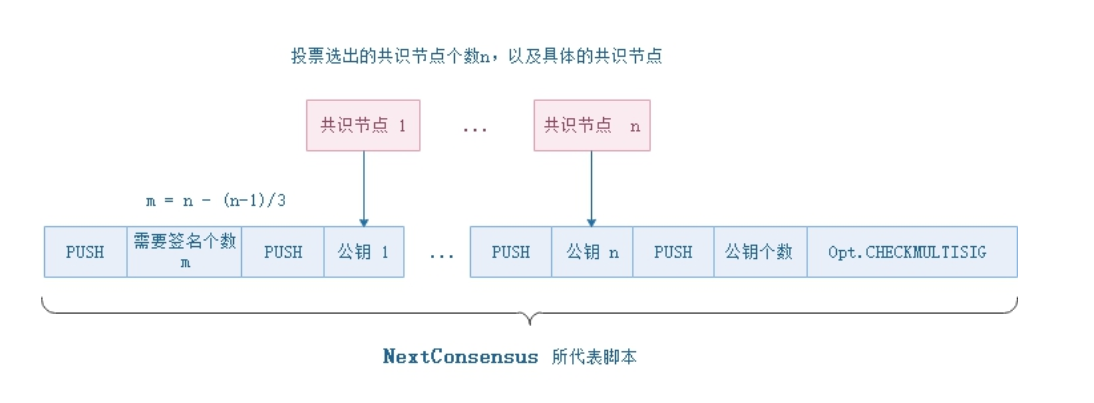 投票选出的共识节点个数n，以及具体的共识节点
共识节点 1 ... 共识节点 n
m = n - (n-1)/3
PUSH 需要签名个数 m PUSH 公钥 1 ... PUSH 公钥 n PUSH 公钥个数 Opt.CHECKMULTISIG
NextConsensus 所代表脚本